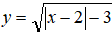 y = √(|x − 2| − 3)